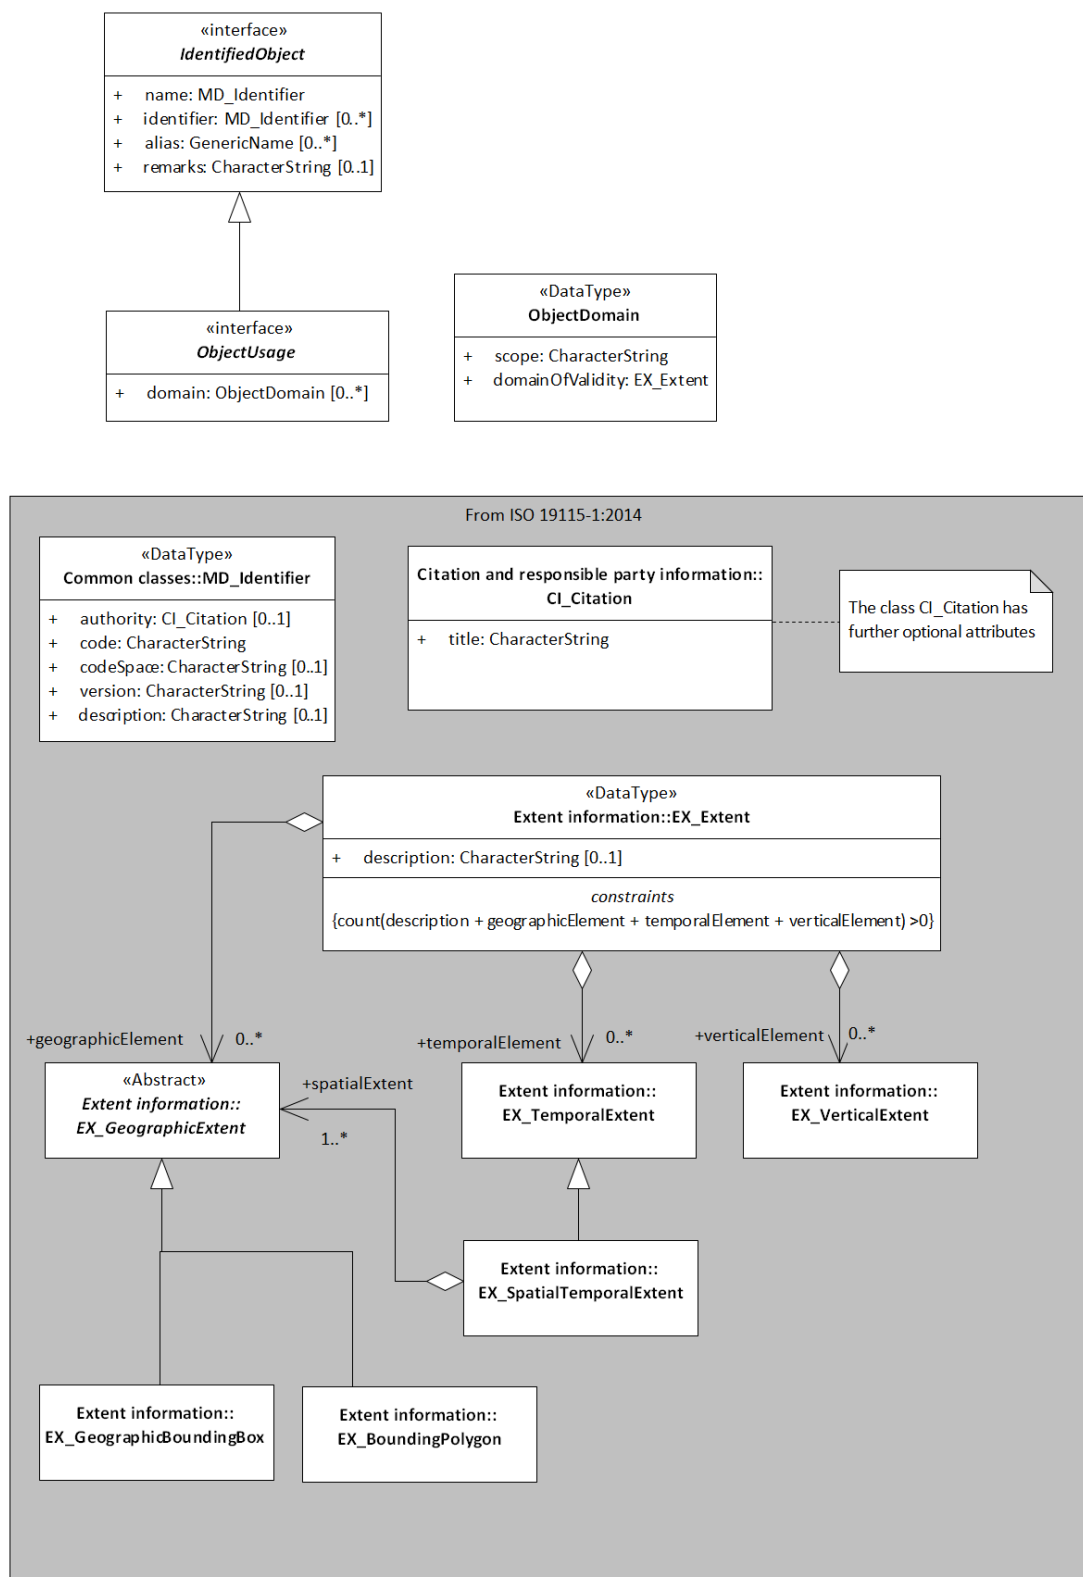 «interface»
IdentifiedObject
+ name: MD_Identifier
+ identifier: MD_Identifier [0..*]
+ alias: GenericName [0..*]
+ remarks: CharacterString [0..1]
«interface»
ObjectUsage
+ domain: ObjectDomain [0..*]
«DataType»
ObjectDomain
+ scope: CharacterString
+ domainOfValidity: EX_Extent
From ISO 19115-1:2014
«DataType»
Common classes::MD_Identifier
+ authority: CI_Citation [0..1]
+ code: CharacterString
+ codeSpace: CharacterString [0..1]
+ version: CharacterString [0..1]
+ description: CharacterString [0..1]
Citation and responsible party information::
CI_Citation
+ title: CharacterString
The class CI_Citation has
further optional attributes
«DataType»
Extent information::EX_Extent
+ description: CharacterString [0..1]
constraints
{count(description + geographicElement + temporalElement + verticalElement) >0}
+geographicElement
0..*
+temporalElement
0..*
+verticalElement
0..*
«Abstract»
Extent information::
EX_GeographicExtent
+spatialExtent
1..*
Extent information::
EX_TemporalExtent
Extent information::
EX_VerticalExtent
Extent information::
EX_SpatialTemporalExtent
Extent information::
EX_GeographicBoundingBox
Extent information::
EX_BoundingPolygon